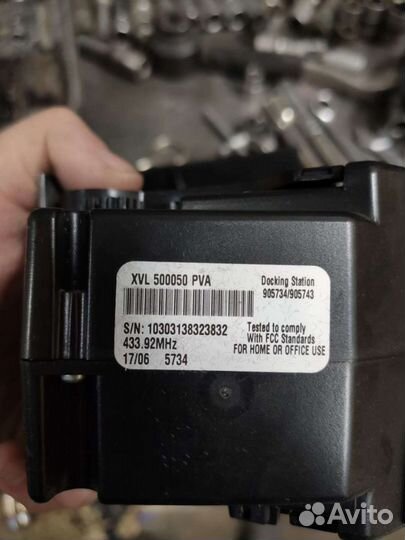 XVL 500050 PVA
Docking Station
905734/905743
S/N: 10303138323832
433.92MHz
17/06 5734
Tested to comply
With FCC Standards
FOR HOME OR OFFICE USE
Avito